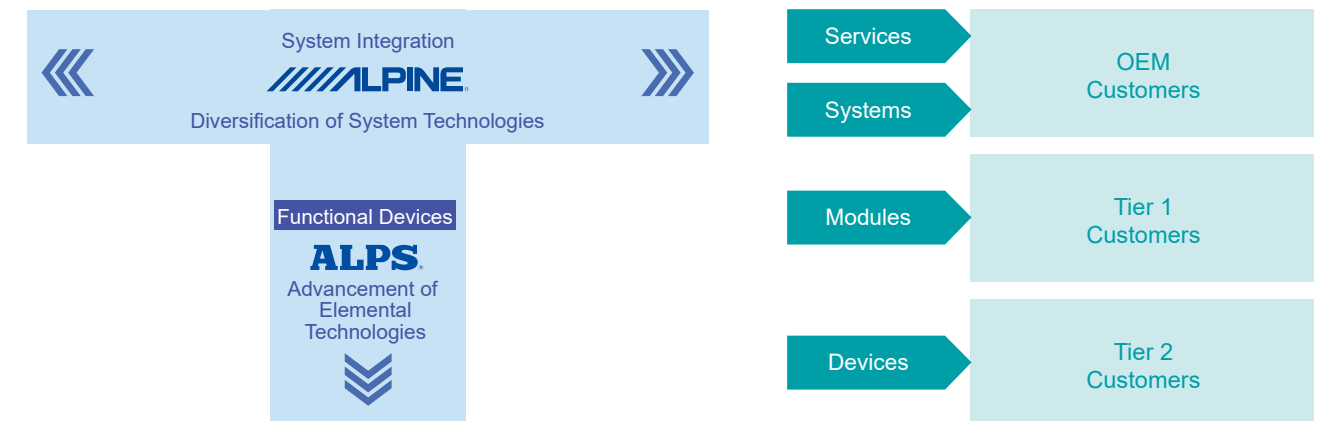 System Integration
ALPINE®
Diversification of System Technologies
Functional Devices
ALPS®
Advancement of
Elemental
Technologies
Services
Systems
OEM
Customers
Modules
Tier 1
Customers
Devices
Tier 2
Customers